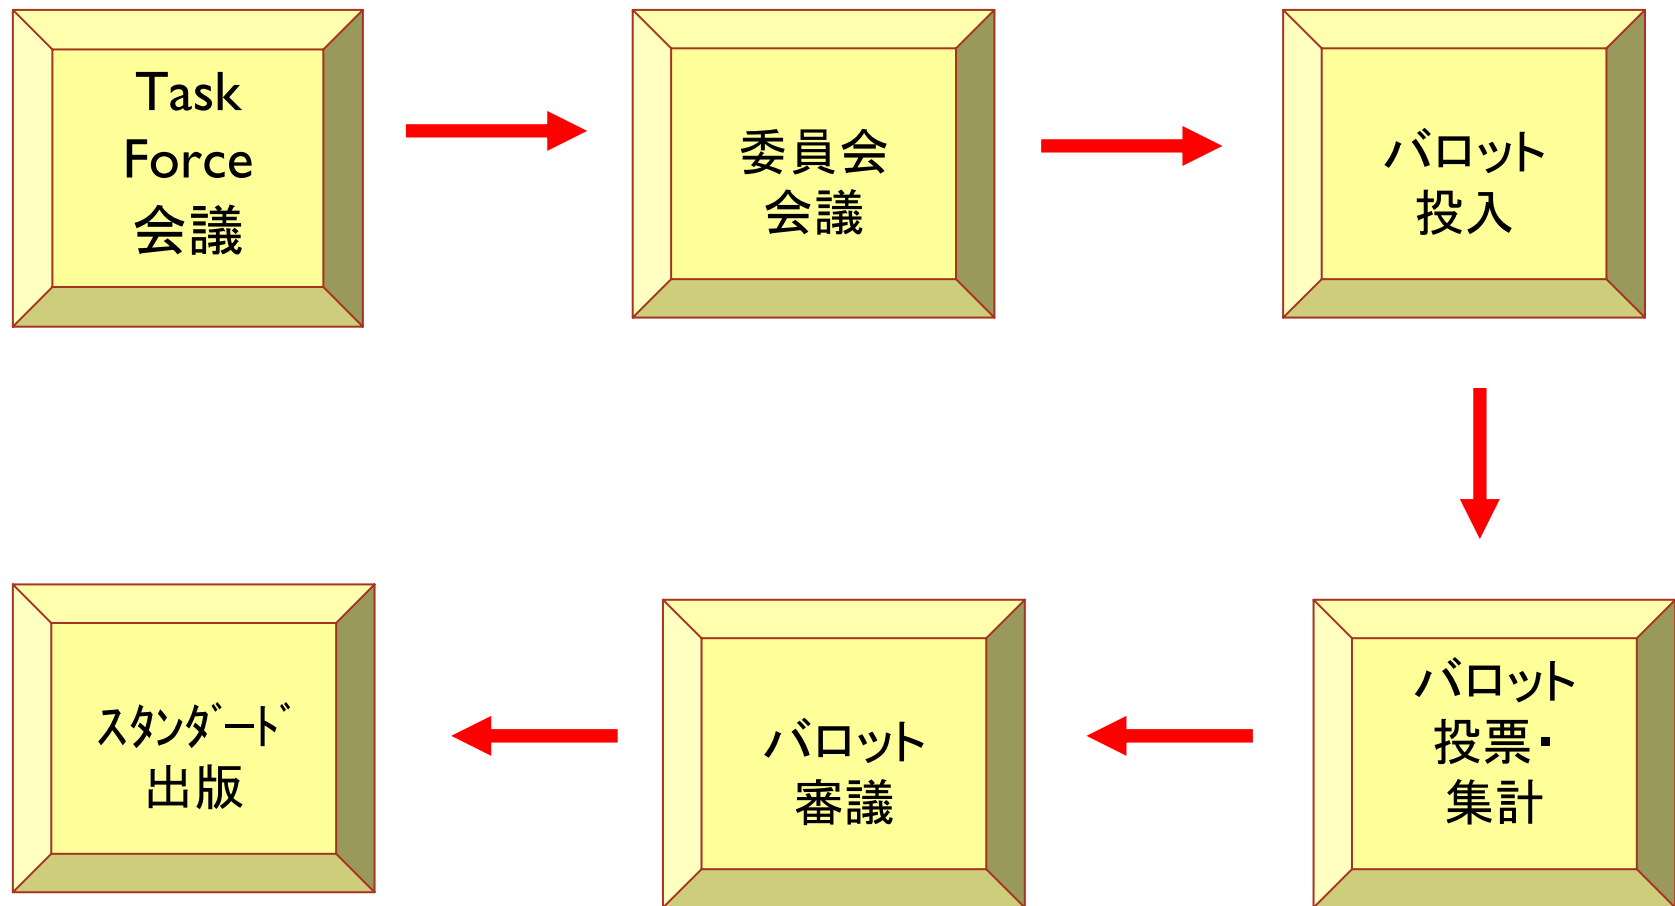 Task
Force
会議
委員会
会議
バロット
投入
バロット
投票・
集計
バロット
審議
ｽﾀﾝﾀﾞｰﾄﾞ
出版